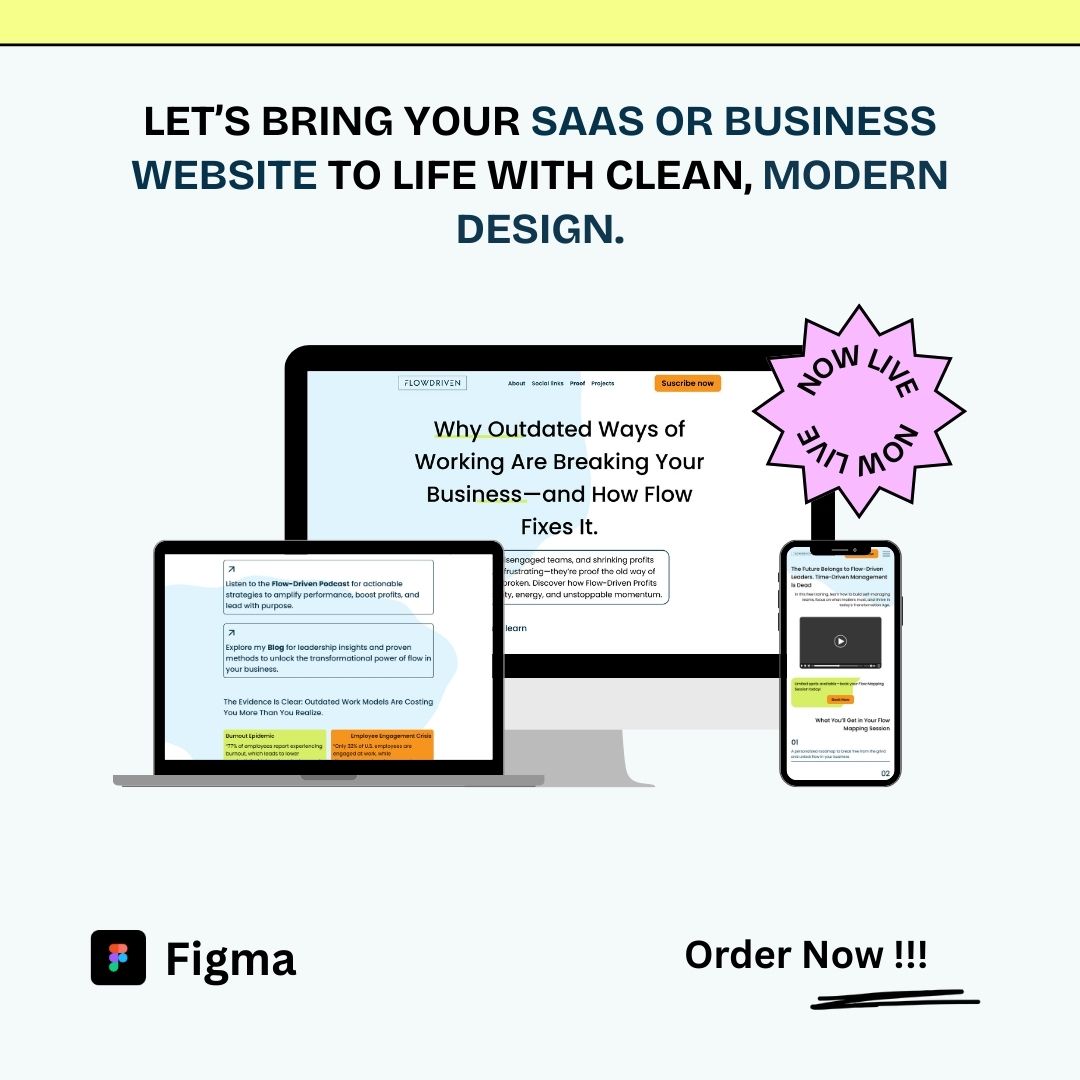 LET'S BRING YOUR SAAS OR BUSINESS
WEBSITE TO LIFE WITH CLEAN, MODERN
DESIGN.
NOW LIVE
NOW LIVE
FLOWDRIVEN
About Social links Proof Projects
Suscribe now
Why Outdated Ways of
Working Are Breaking Your
Business—and How Flow
Fixes It.
isengaged teams, and shrinking profits
frustrating—they're proof the old way of
broken. Discover how Flow-Driven Profits
ty, energy, and unstoppable momentum.
learn
Listen to the Flow-Driven Podcast for actionable
strategies to amplify performance, boost profits, and
lead with purpose.
Explore my Blog for leadership insights and proven
methods to unlock the transformational power of flow in
your business.
The Evidence Is Clear: Outdated Work Models Are Costing
You More Than You Realize.
Burnout Epidemic
"77% of employees report experiencing
burnout, which leads to lower
Employee Engagement Crisis
"Only 33% of U.S. employees are
engaged at work, while
The Future Belongs to Flow-Driven
Leaders. Time-Driven Management
Is Dead
In this free training, learn how to build self-managing
teams, focus on what matters most, and thrive in
today's Transformation Age.
Limited spots available—book your Flow Mapping
Session today!
Book Now
What You'll Get in Your Flow
Mapping Session
01
A personalized roadmap to break free from the grind
and unlock flow in your business
02
Figma
Order Now !!!